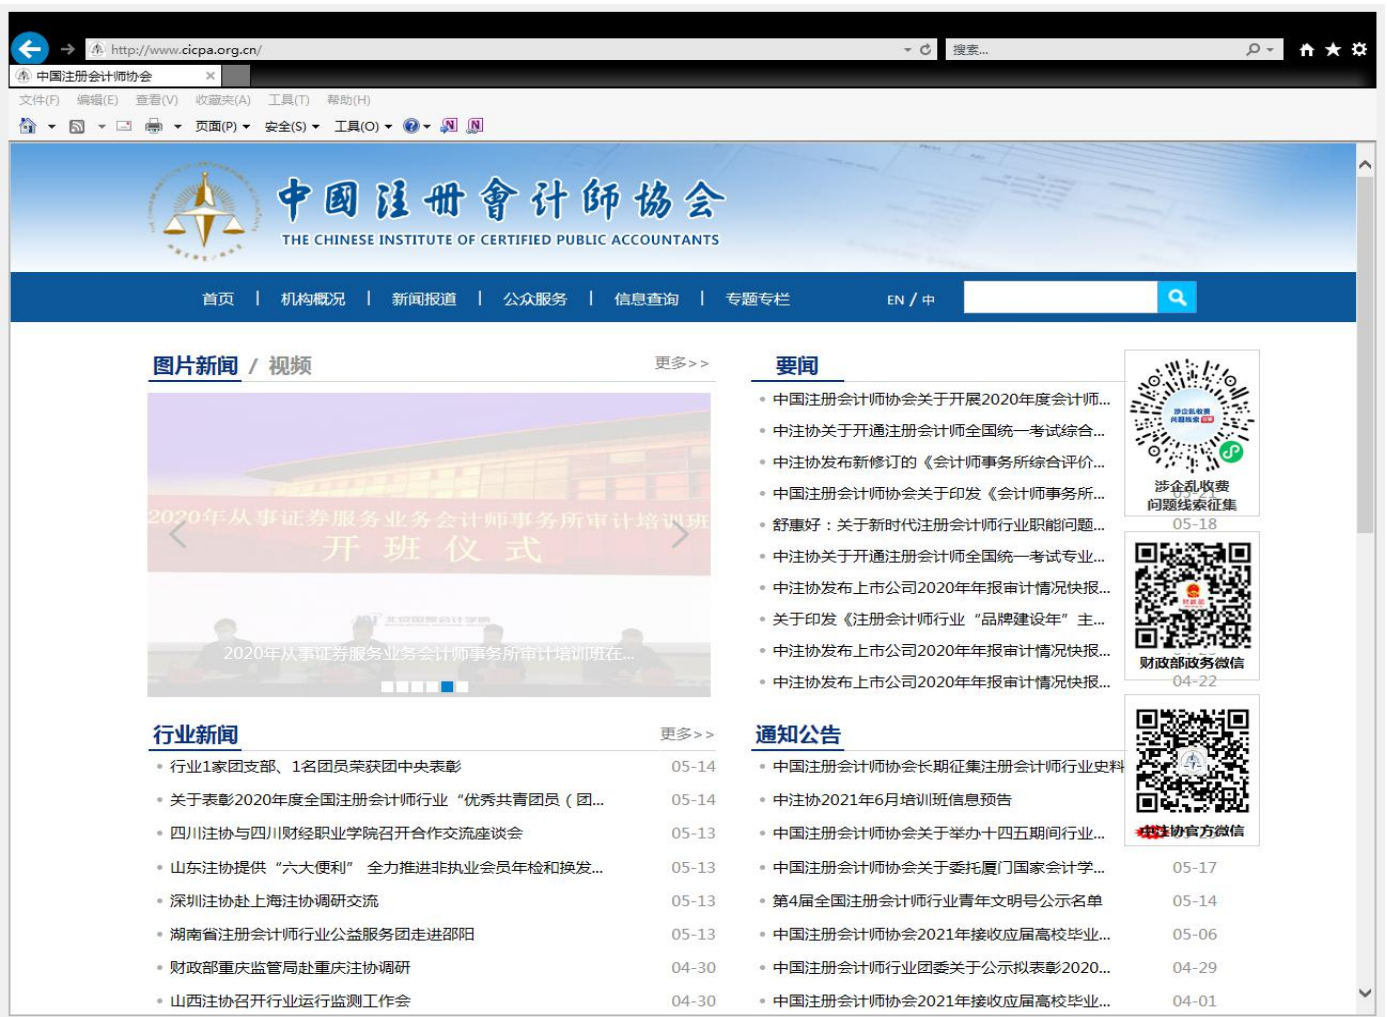 http://www.cicpa.org.cn/
搜索...
中国注册会计师协会
文件(F) 编辑(E) 查看(V) 收藏夹(A) 工具(T) 帮助(H)
页面(P) 安全(S) 工具(O)
中國注冊會计師協会
THE CHINESE INSTITUTE OF CERTIFIED PUBLIC ACCOUNTANTS
首页 | 机构概况 | 新闻报道 | 公众服务 | 信息查询 | 专题专栏 EN / 中
图片新闻 / 视频 更多>>
2020年从事证券服务业务会计师事务所审计培训班
开班仪式
2020年从事证券服务业务会计师事务所审计培训班在...
要闻
中国注册会计师协会关于开展2020年度会计师...
中注协关于开通注册会计师全国统一考试综合...
中注协发布新修订的《会计师事务所综合评价...
中国注册会计师协会关于印发《会计师事务所...
05-21
舒惠好：关于新时代注册会计师行业职能问题...
05-18
中注协关于开通注册会计师全国统一考试专业...
中注协发布上市公司2020年年报审计情况快报...
关于印发《注册会计师行业“品牌建设年”主...
中注协发布上市公司2020年年报审计情况快报...
中注协发布上市公司2020年年报审计情况快报...
04-22
涉企乱收费
问题线索
涉企乱收费
问题线索征集
财政部政务微信
中注协官方微信
行业新闻 更多>>
行业1家团支部、1名团员荣获团中央表彰 05-14
关于表彰2020年度全国注册会计师行业“优秀共青团员（团... 05-14
四川注协与四川财经职业学院召开合作交流座谈会 05-13
山东注协提供“六大便利” 全力推进非执业会员年检和换发... 05-13
深圳注协赴上海注协调研交流 05-13
湖南省注册会计师行业公益服务团走进邵阳 05-13
财政部重庆监管局赴重庆注协调研 04-30
山西注协召开行业运行监测工作会 04-30
通知公告
中国注册会计师协会长期征集注册会计师行业史料
中注协2021年6月培训班信息预告
中国注册会计师协会关于举办十四五期间行业...
中国注册会计师协会关于委托厦门国家会计学... 05-17
第4届全国注册会计师行业青年文明号公示名单 05-14
中国注册会计师协会2021年接收应届高校毕业... 05-06
中国注册会计师行业团委关于公示拟表彰2020... 04-29
中国注册会计师协会2021年接收应届高校毕业... 04-01